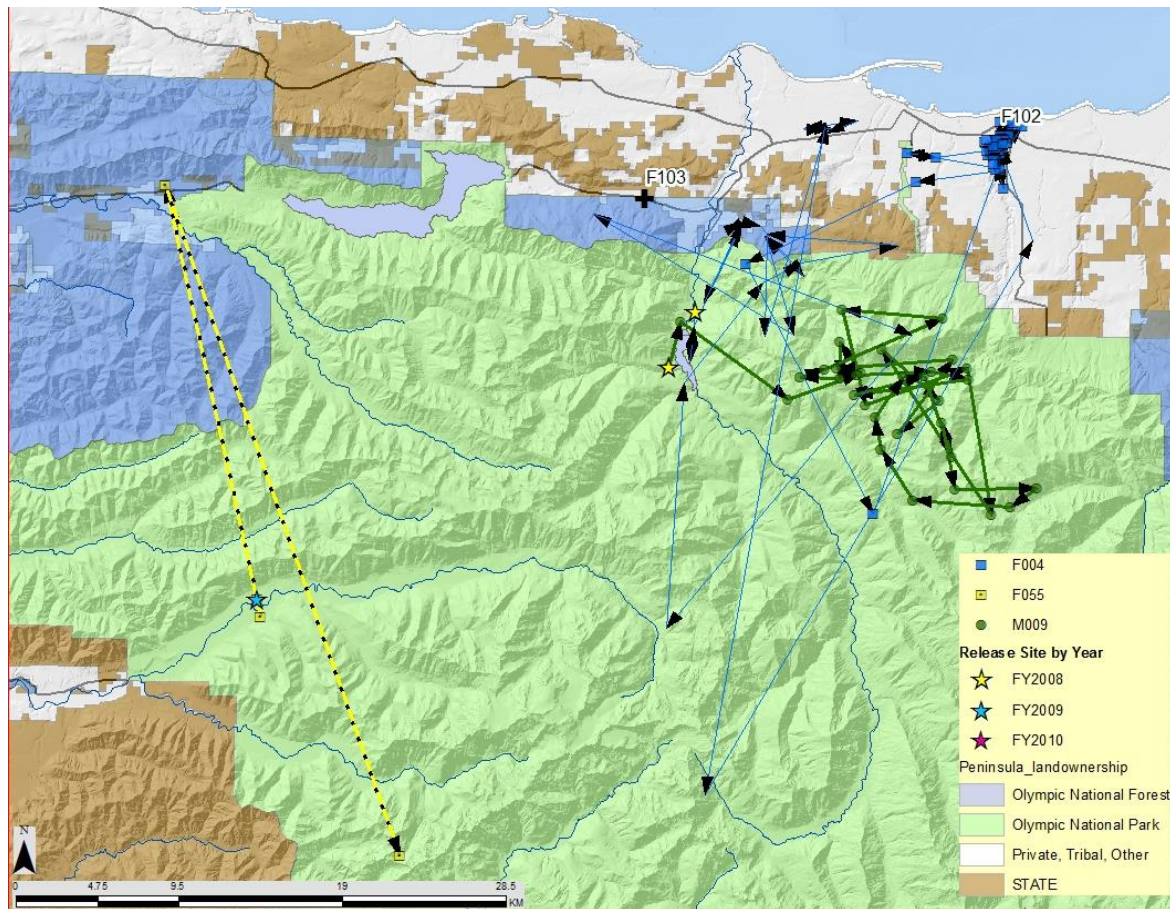 F102
F103
F004
F055
M009
Release Site by Year
FY2008
FY2009
FY2010
Peninsula_landownership
Olympic National Forest
Olympic National Park
Private, Tribal, Other
STATE
N
0 4.75 9.5 19 28.5
KM